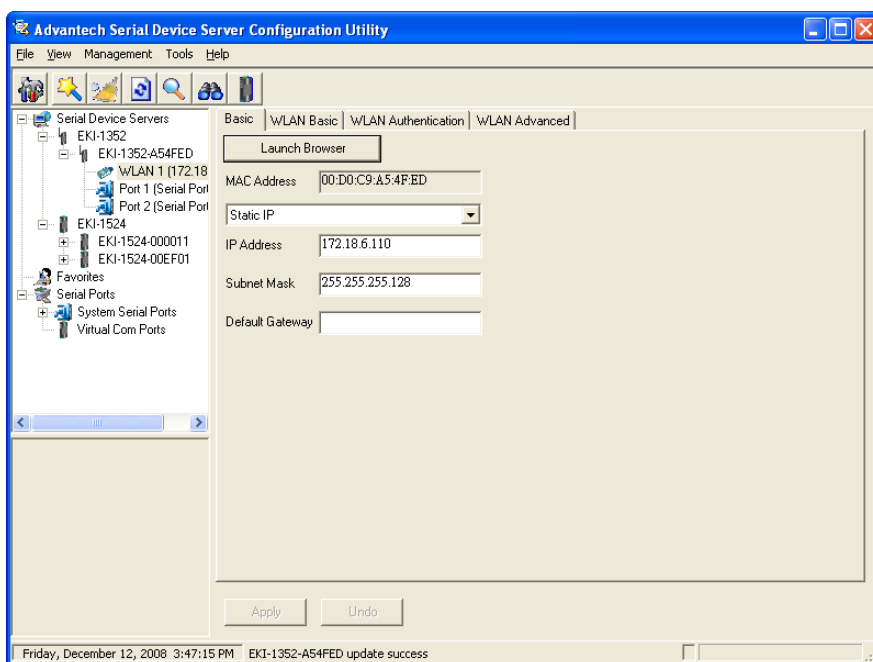 Advantech Serial Device Server Configuration Utility
File View Management Tools Help
Serial Device Servers
EKI-1352
EKI-1352-A54FED
WLAN 1 (172.18
Port 1 (Serial Port
Port 2 (Serial Port
EKI-1524
EKI-1524-000011
EKI-1524-00EF01
Favorites
Serial Ports
System Serial Ports
Virtual Com Ports
Basic WLAN Basic WLAN Authentication WLAN Advanced
Launch Browser
MAC Address 00:D0:C9:A5:4F:ED
Static IP
IP Address 172.18.6.110
Subnet Mask 255.255.255.128
Default Gateway
Apply Undo
Friday, December 12, 2008 3:47:15 PM EKI-1352-A54FED update success